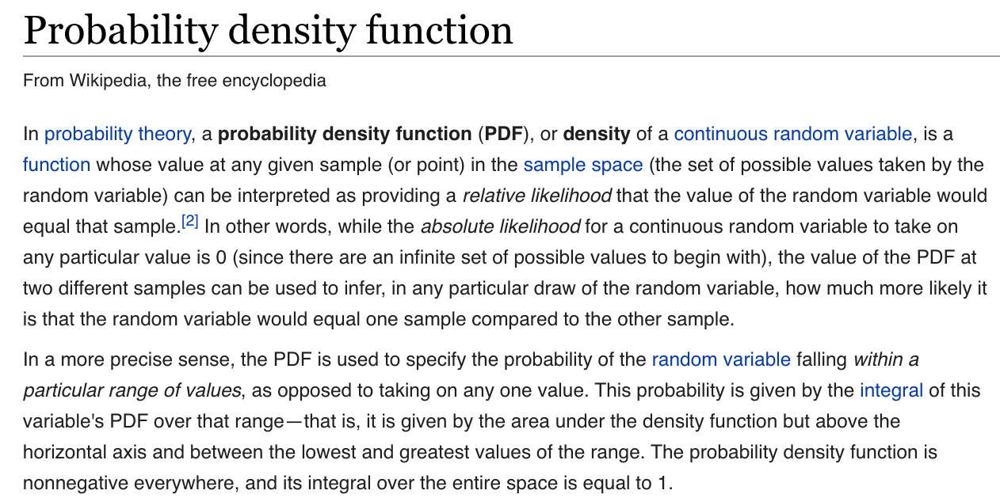 Probability density function
From Wikipedia, the free encyclopedia
In probability theory, a probability density function (PDF), or density of a continuous random variable, is a
function whose value at any given sample (or point) in the sample space (the set of possible values taken by the
random variable) can be interpreted as providing a relative likelihood that the value of the random variable would
equal that sample.[2] In other words, while the absolute likelihood for a continuous random variable to take on
any particular value is 0 (since there are an infinite set of possible values to begin with), the value of the PDF at
two different samples can be used to infer, in any particular draw of the random variable, how much more likely it
is that the random variable would equal one sample compared to the other sample.
In a more precise sense, the PDF is used to specify the probability of the random variable falling within a
particular range of values, as opposed to taking on any one value. This probability is given by the integral of this
variable's PDF over that range—that is, it is given by the area under the density function but above the
horizontal axis and between the lowest and greatest values of the range. The probability density function is
nonnegative everywhere, and its integral over the entire space is equal to 1.